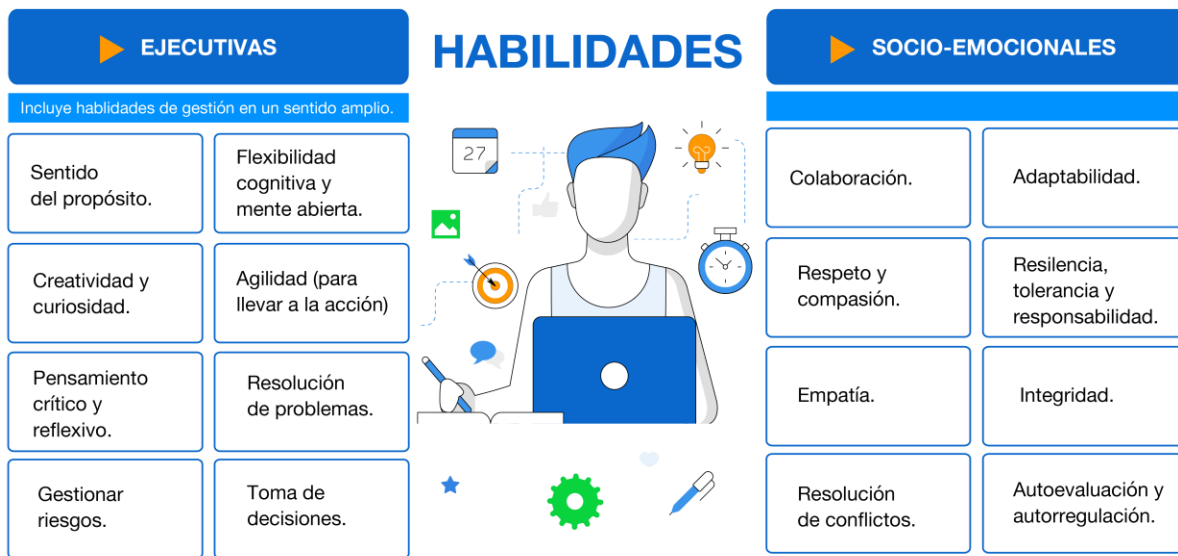 EJECUTIVAS
Incluye hablidades de gestión en un sentido amplio.
Sentido
del propósito.
Flexibilidad
cognitiva y
mente abierta.
Creatividad y
curiosidad.
Agilidad (para
llevar a la acción)
Pensamiento
crítico y
reflexivo.
Resolución
de problemas.
Gestionar
riesgos.
Toma de
decisiones.
HABILIDADES
27
SOCIO-EMOCIONALES
Colaboración.
Adaptabilidad.
Respeto y
compasión.
Resilencia,
tolerancia y
responsabilidad.
Empatía.
Integridad.
Resolución
de conflictos.
Autoevaluación y
autorregulación.